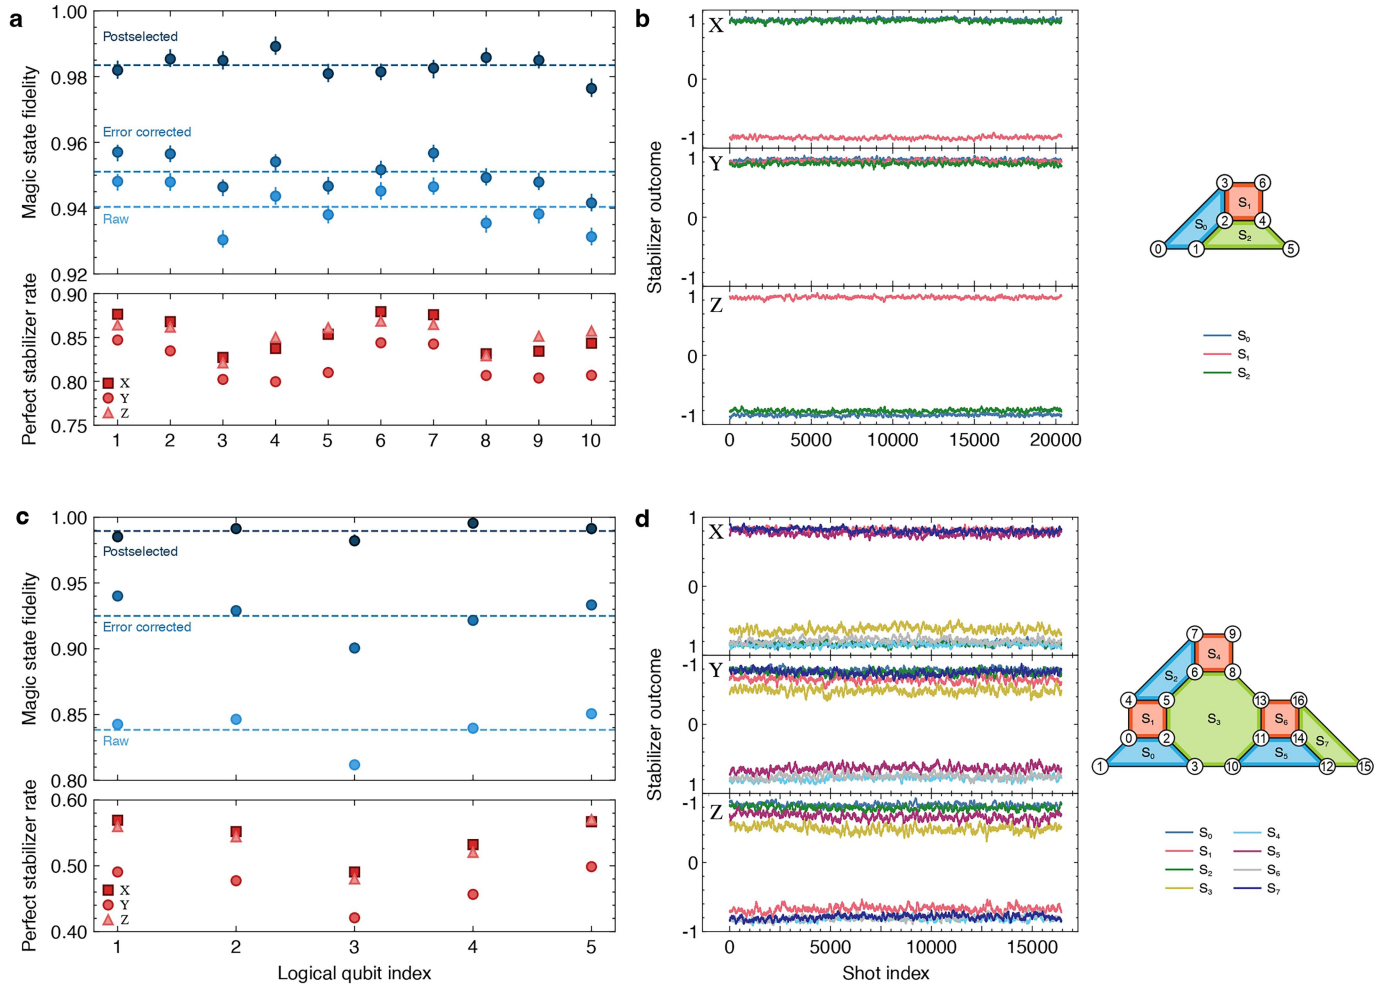 a
Magic state fidelity
1.00
0.98
0.96
0.94
0.92
Postselected
Error corrected
Raw
Perfect stabilizer rate
0.90
0.85
0.80
0.75
X
Y
Z
1 2 3 4 5 6 7 8 9 10
b
Stabilizer outcome
X
1
0
-1
Y
1
0
-1
Z
1
0
-1
0 5000 10000 15000 20000
3 6
S1
2 4
S0 S2
0 1 5
S0
S1
S2
c
Magic state fidelity
1.00
0.95
0.90
0.85
0.80
Postselected
Error corrected
Raw
Perfect stabilizer rate
0.60
0.50
0.40
X
Y
Z
1 2 3 4 5
Logical qubit index
d
Stabilizer outcome
X
1
0
1
Y
-1
0
1
Z
-1
0
-1
0 5000 10000 15000
Shot index
7 9
S4
S2 6 8
4 5 13 16
S1 S3 S6
0 2 11 14
S0 S5 S7
1 3 10 12 15
S0 S4
S1 S5
S2 S6
S3 S7